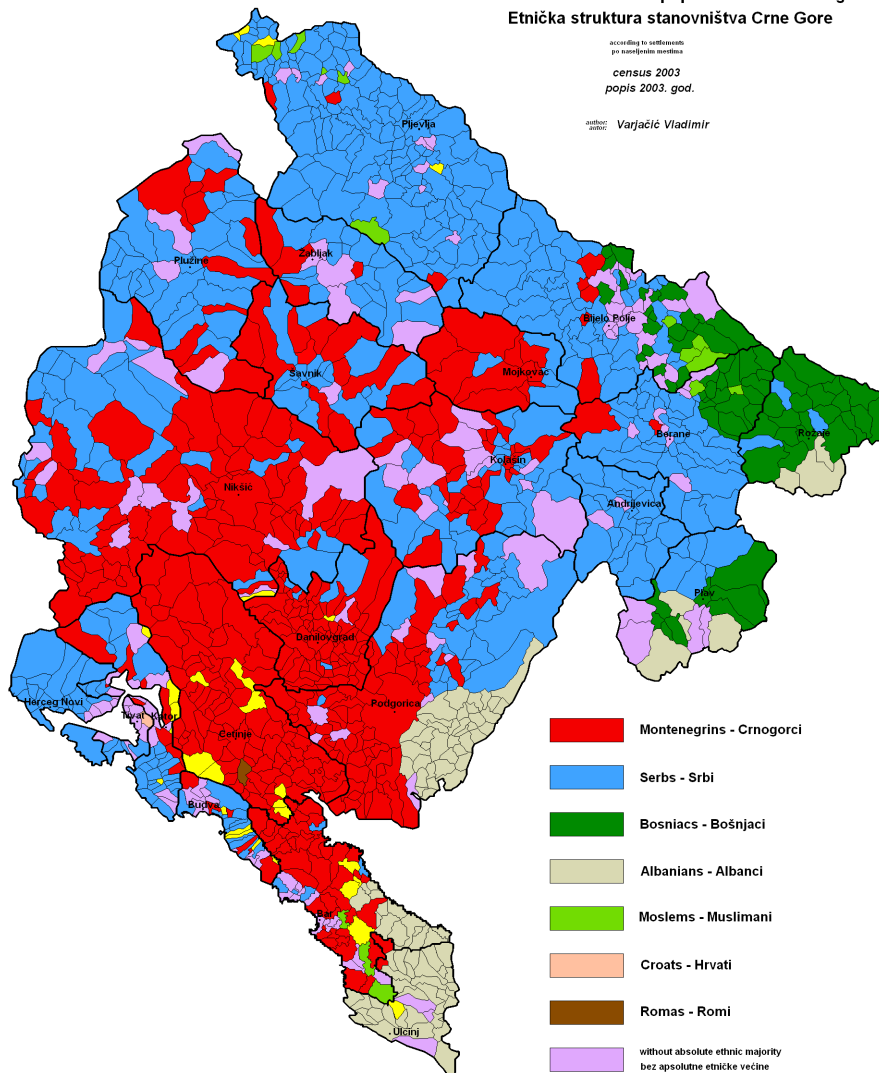 Etnička struktura stanovništva Crne Gore
according to settlements
po naseljenim mestima
census 2003
popis 2003. god.
author:
autor:
Varjačić Vladimir
Pljevlja
Plužine
Žabljak
Bijelo Polje
Šavnik
Mojkovac
Berane
Rožaje
Kolašin
Nikšić
Andrijevica
Plav
Danilovgrad
Herceg Novi
Tivat
Kotor
Podgorica
Cetinje
Budva
Bar
Ulcinj
Montenegrins - Crnogorci
Serbs - Srbi
Bosniacs - Bošnjaci
Albanians - Albanci
Moslems - Muslimani
Croats - Hrvati
Romas - Romi
without absolute ethnic majority
bez apsolutne etničke većine